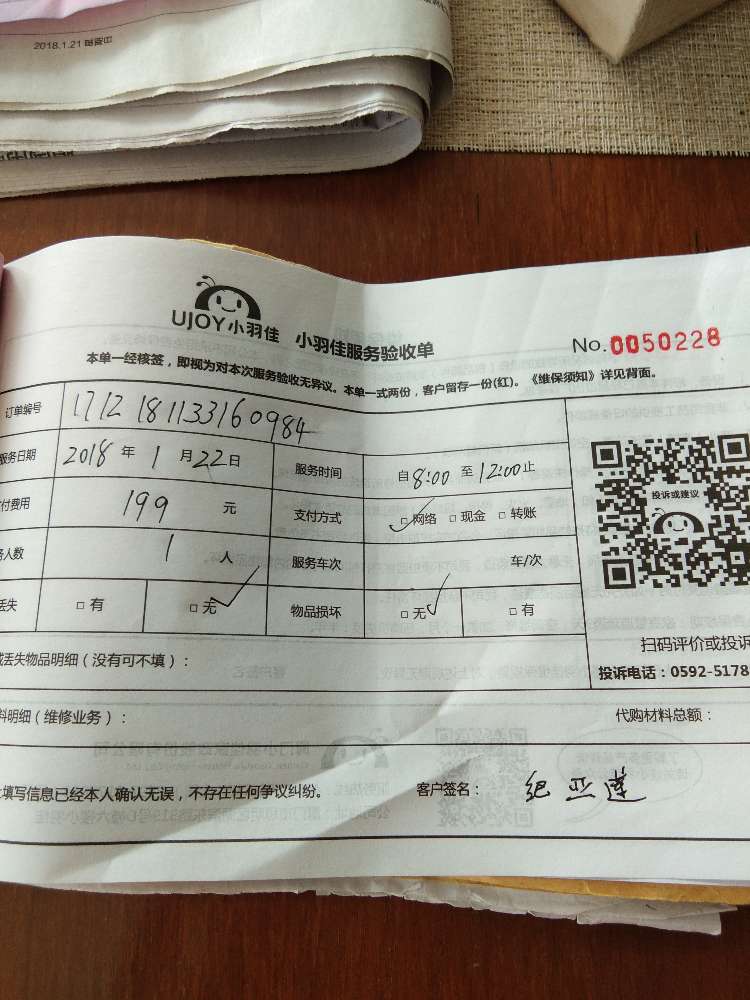 2018.1.21
UJOY小羽佳 小羽佳服务验收单
No.0050228
本单一经核签，即视为对本次服务验收无异议。本单一式两份，客户留存一份(红)。《维保须知》详见背面。
订单编号 171218113316 0984
服务日期 2018 年 1 月 22 日 服务时间 自 8:00 至 12:00 止
付费用 199 元 支付方式 □网络 □现金 □转账
人数 1 人 服务车次 车/次
丢失 □有 □无 物品损坏 □无 □有
投诉或建议
扫码评价或投诉
丢失物品明细（没有可不填）：
投诉电话：0592-5178
料明细（维修业务）： 代购材料总额：
填写信息已经本人确认无误，不存在任何争议纠纷。 客户签名： 纪亚莲